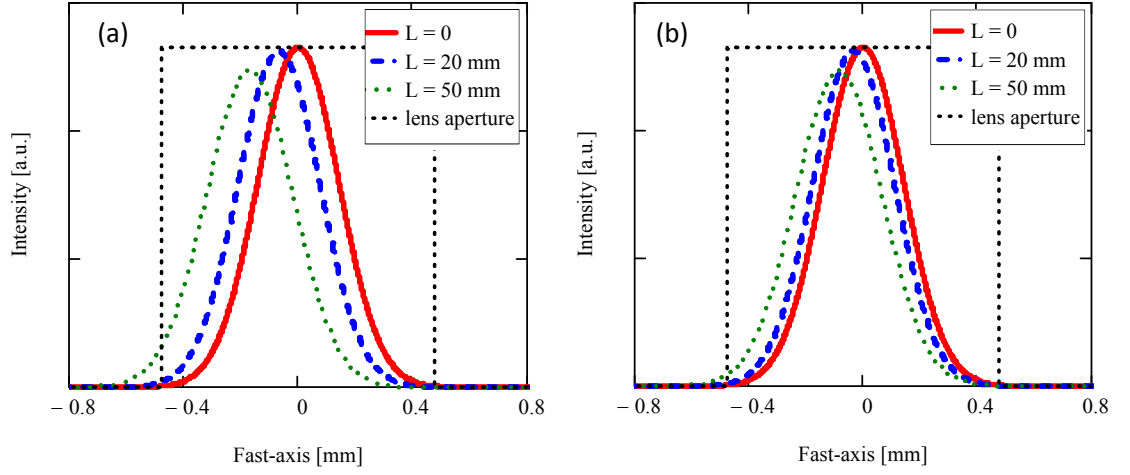 (a)
L = 0
L = 20 mm
L = 50 mm
lens aperture
Intensity [a.u.]
– 0.8
– 0.4
0
0.4
0.8
Fast-axis [mm]
(b)
L = 0
L = 20 mm
L = 50 mm
lens aperture
Intensity [a.u.]
– 0.8
– 0.4
0
0.4
0.8
Fast-axis [mm]